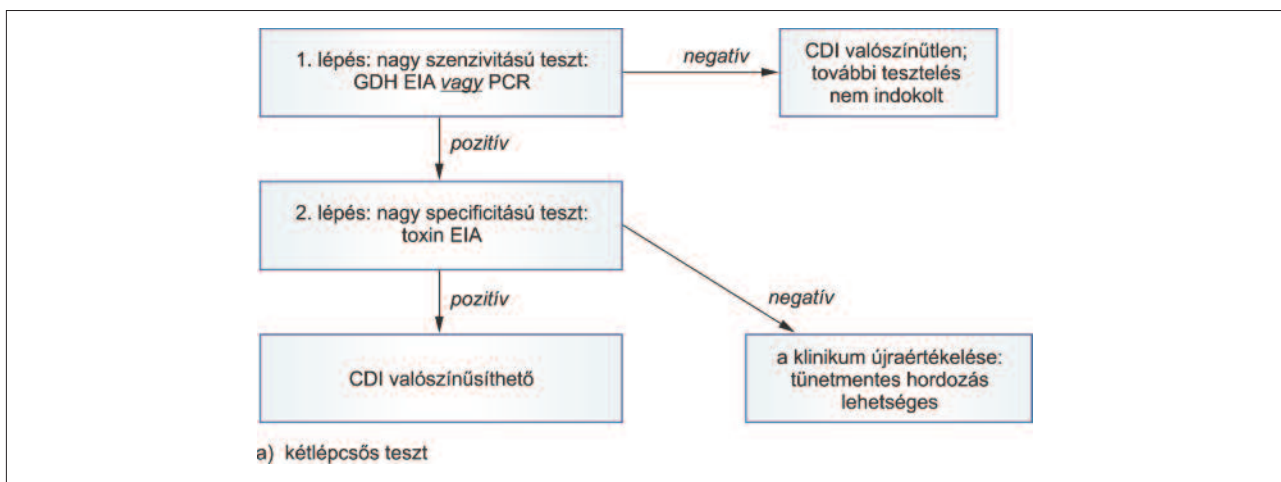 1. lépés: nagy szenzivitású teszt:
GDH EIA vagy PCR
negatív
CDI valószínűtlen;
további tesztelés
nem indokolt
pozitív
2. lépés: nagy specificitású teszt:
toxin EIA
pozitív
negatív
CDI valószínűsíthető
a klinikum újraértékelése:
tünetmentes hordozás
lehetséges
a) kétlépcsős teszt